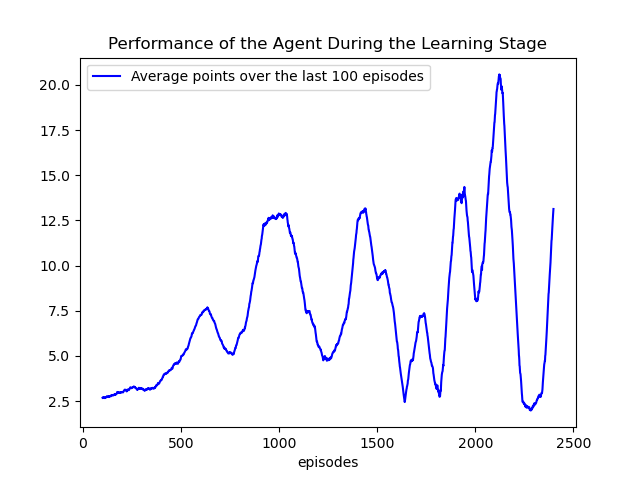 Performance of the Agent During the Learning Stage
Average points over the last 100 episodes
20.0
17.5
15.0
12.5
10.0
7.5
5.0
2.5
0 500 1000 1500 2000 2500
episodes